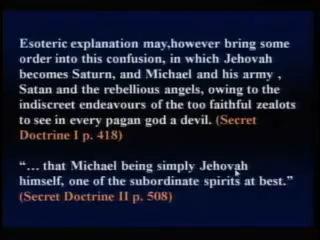 Esoteric explanation may,however bring some
order into this confusion, in which Jehovah
becomes Saturn, and Michael and his army ,
Satan and the rebellious angels, owing to the
indiscreet endeavours of the too faithful zealots
to see in every pagan god a devil. (Secret
Doctrine I p. 418)
“… that Michael being simply Jehovah
himself, one of the subordinate spirits at best.”
(Secret Doctrine II p. 508)